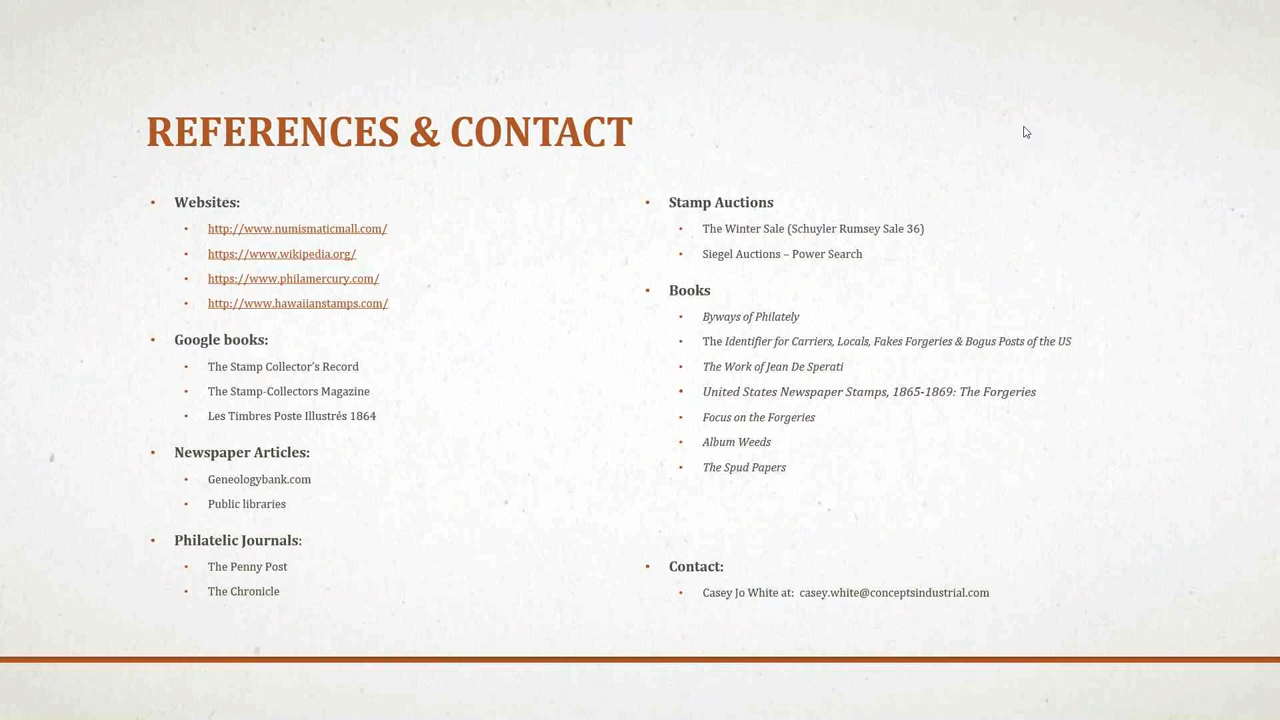 REFERENCES & CONTACT
Websites:
http://www.numismaticmall.com/
https://www.wikipedia.org/
https://www.philamercury.com/
http://www.hawaiianstamps.com/
Google books:
The Stamp Collector's Record
The Stamp-Collectors Magazine
Les Timbres Poste Illustrés 1864
Newspaper Articles:
Geneologybank.com
Public libraries
Philatelic Journals:
The Penny Post
The Chronicle
Stamp Auctions
The Winter Sale (Schuyler Rumsey Sale 36)
Siegel Auctions – Power Search
Books
Byways of Philately
The Identifier for Carriers, Locals, Fakes Forgeries & Bogus Posts of the US
The Work of Jean De Sperati
United States Newspaper Stamps, 1865-1869: The Forgeries
Focus on the Forgeries
Album Weeds
The Spud Papers
Contact:
Casey Jo White at: casey.white@conceptsindustrial.com